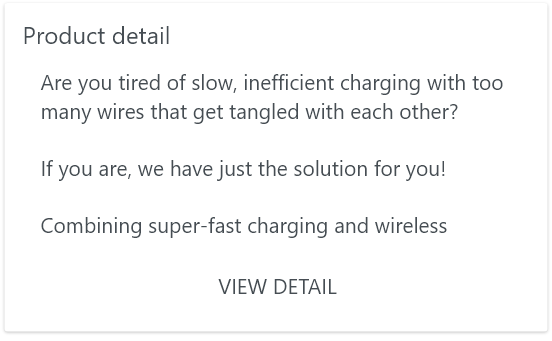 Product detail
Are you tired of slow, inefficient charging with too
many wires that get tangled with each other?
If you are, we have just the solution for you!
Combining super-fast charging and wireless
VIEW DETAIL